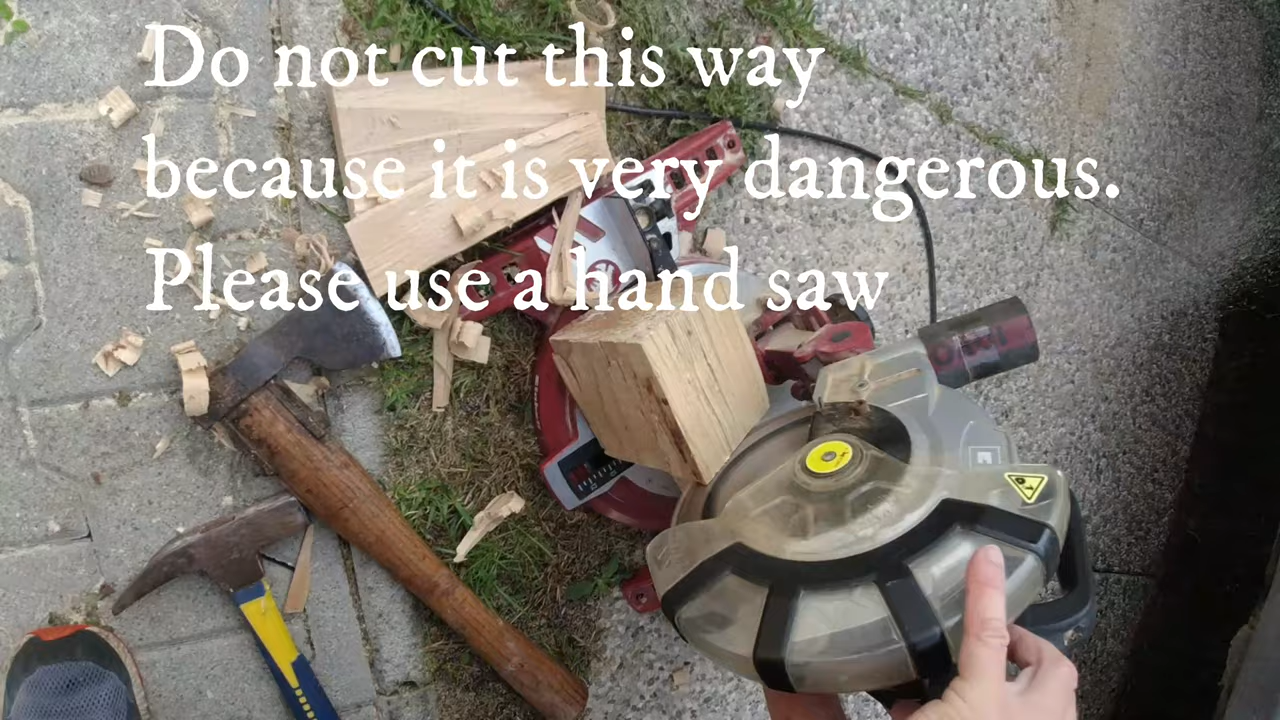 Do not cut this way
because it is very dangerous.
Please use a hand saw